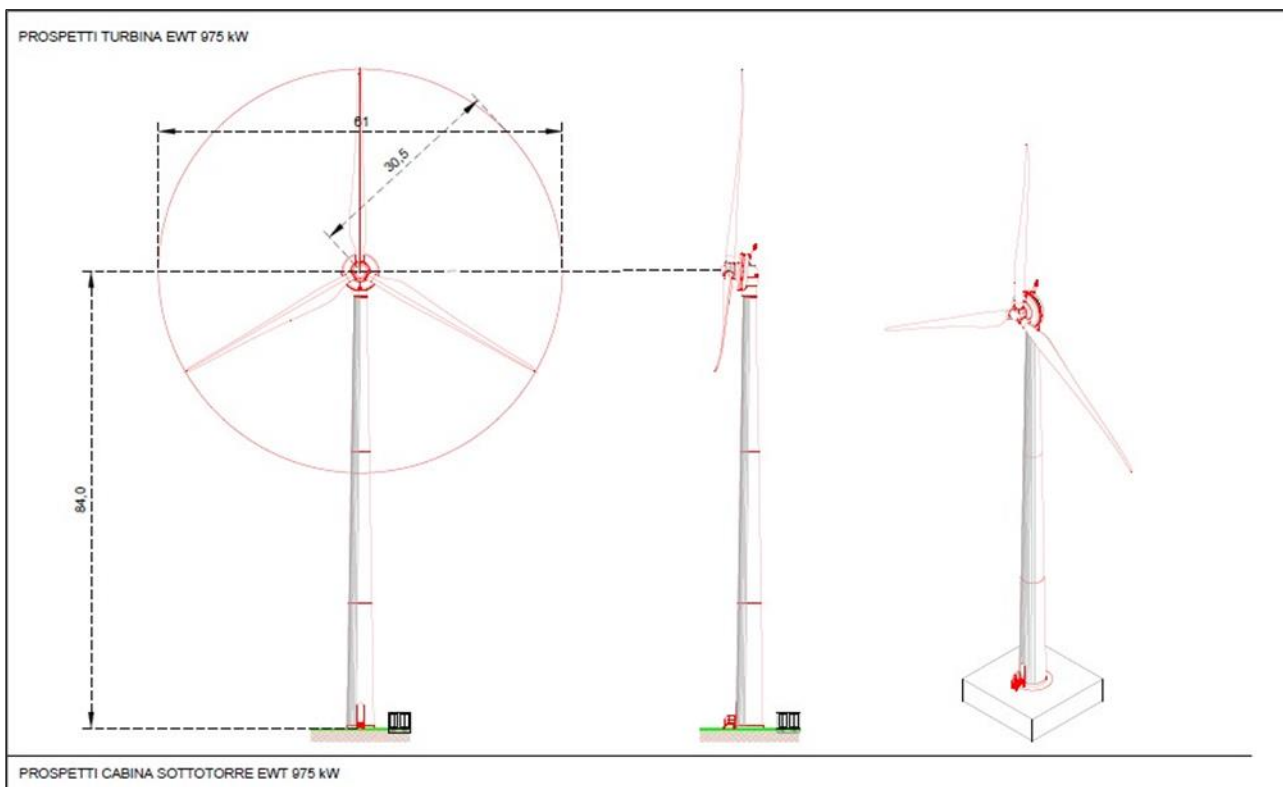 PROSPETTI TURBINA EWT 975 kW
61
30,5
84,0
PROSPETTI CABINA SOTTOTORRE EWT 975 kW